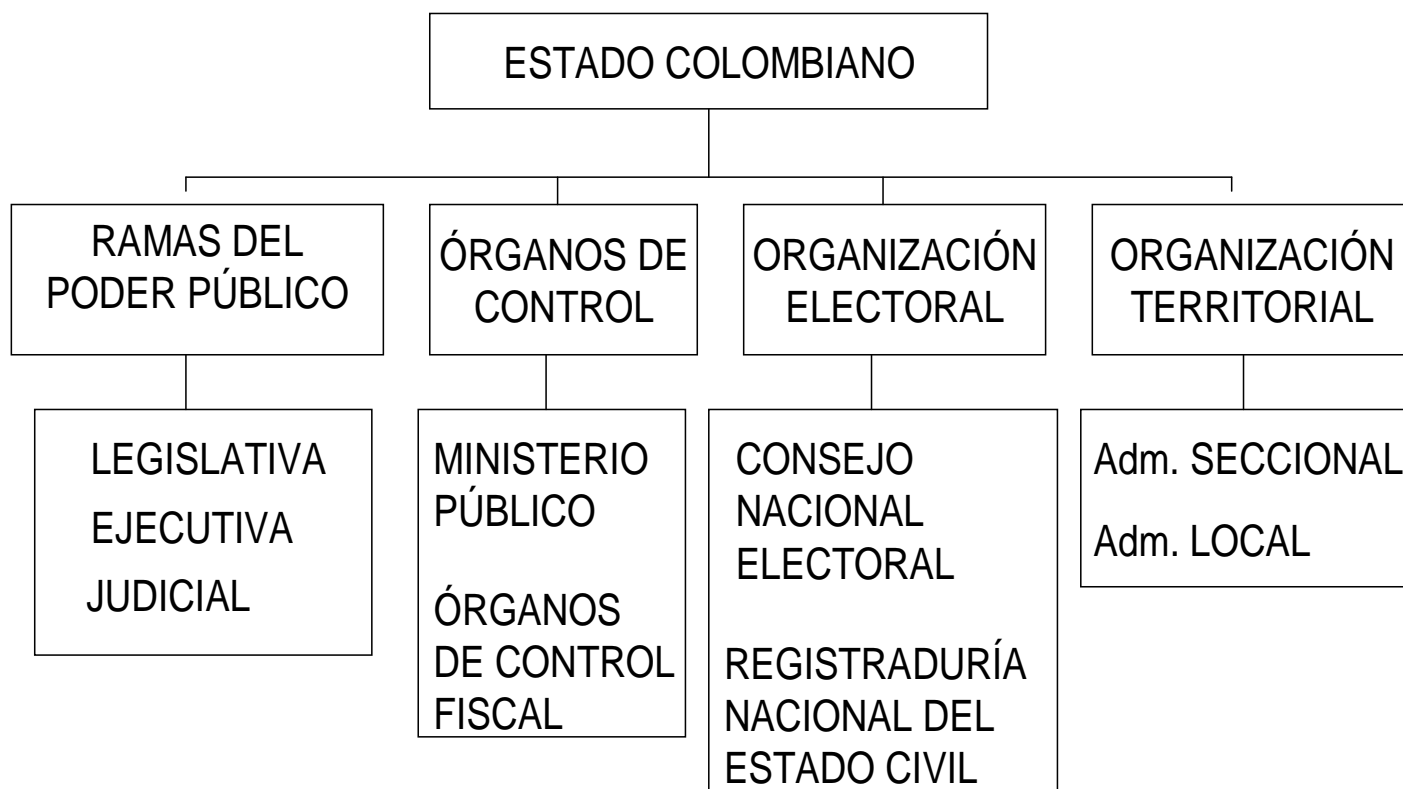 ESTADO COLOMBIANO
RAMAS DEL
PODER PÚBLICO
ÓRGANOS DE
CONTROL
ORGANIZACIÓN
ELECTORAL
ORGANIZACIÓN
TERRITORIAL
LEGISLATIVA
EJECUTIVA
JUDICIAL
MINISTERIO
PÚBLICO
ÓRGANOS
DE CONTROL
FISCAL
CONSEJO
NACIONAL
ELECTORAL
REGISTRADURÍA
NACIONAL DEL
ESTADO CIVIL
Adm. SECCIONAL
Adm. LOCAL